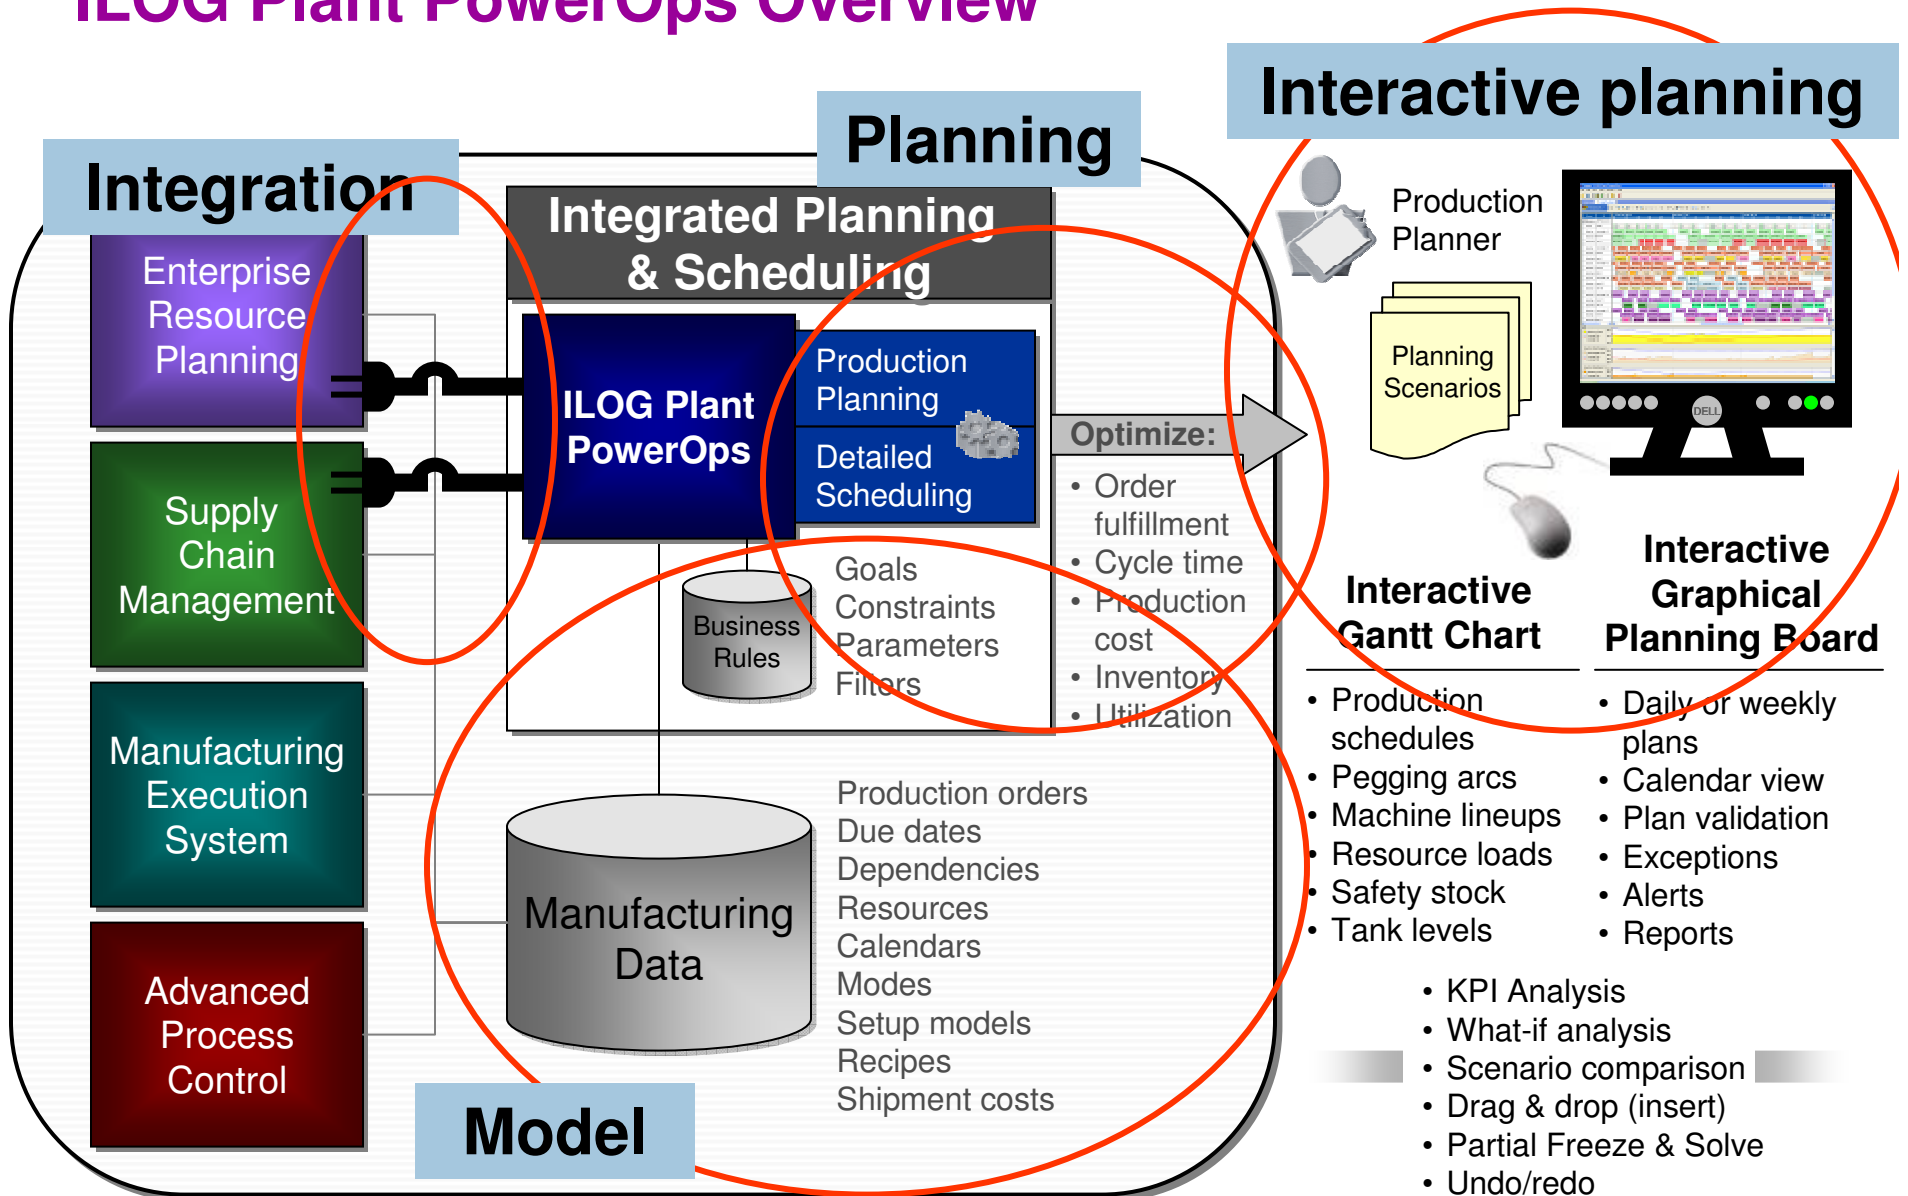 ILOG Plant PowerOps Overview
Interactive planning
Planning
Integration
Integrated Planning
& Scheduling
Enterprise
Resource
Planning
Supply
Chain
Management
Manufacturing
Execution
System
Advanced
Process
Control
ILOG Plant
PowerOps
Production
Planning
Detailed
Scheduling
Business
Rules
Goals
Constraints
Parameters
Filters
Optimize:
• Order
fulfillment
• Cycle time
• Production
cost
• Inventory
• Utilization
Manufacturing
Data
Production orders
Due dates
Dependencies
Resources
Calendars
Modes
Setup models
Recipes
Shipment costs
Model
Production
Planner
Planning
Scenarios
DELL
Interactive
Gantt Chart
• Production
schedules
• Pegging arcs
• Machine lineups
• Resource loads
• Safety stock
• Tank levels
Interactive
Graphical
Planning Board
• Daily or weekly
plans
• Calendar view
• Plan validation
• Exceptions
• Alerts
• Reports
• KPI Analysis
• What-if analysis
• Scenario comparison
• Drag & drop (insert)
• Partial Freeze & Solve
• Undo/redo